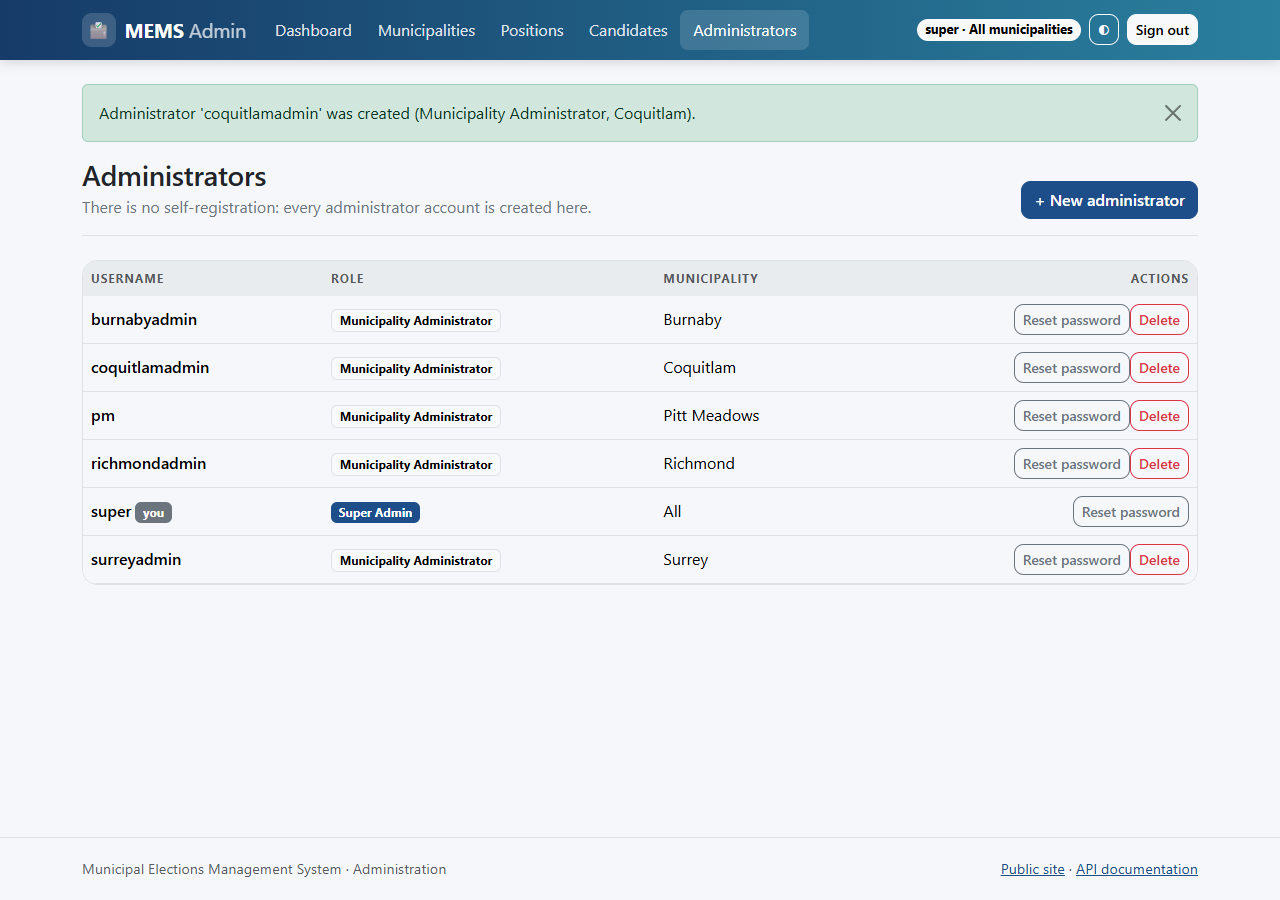 MEMS Admin Dashboard Municipalities Positions Candidates Administrators super · All municipalities Sign out
Administrator 'coquitlamadmin' was created (Municipality Administrator, Coquitlam).
Administrators
There is no self-registration: every administrator account is created here.
+ New administrator
USERNAME ROLE MUNICIPALITY ACTIONS
burnabyadmin Municipality Administrator Burnaby Reset password Delete
coquitlamadmin Municipality Administrator Coquitlam Reset password Delete
pm Municipality Administrator Pitt Meadows Reset password Delete
richmondadmin Municipality Administrator Richmond Reset password Delete
super you Super Admin All Reset password
surreyadmin Municipality Administrator Surrey Reset password Delete
Municipal Elections Management System · Administration Public site · API documentation